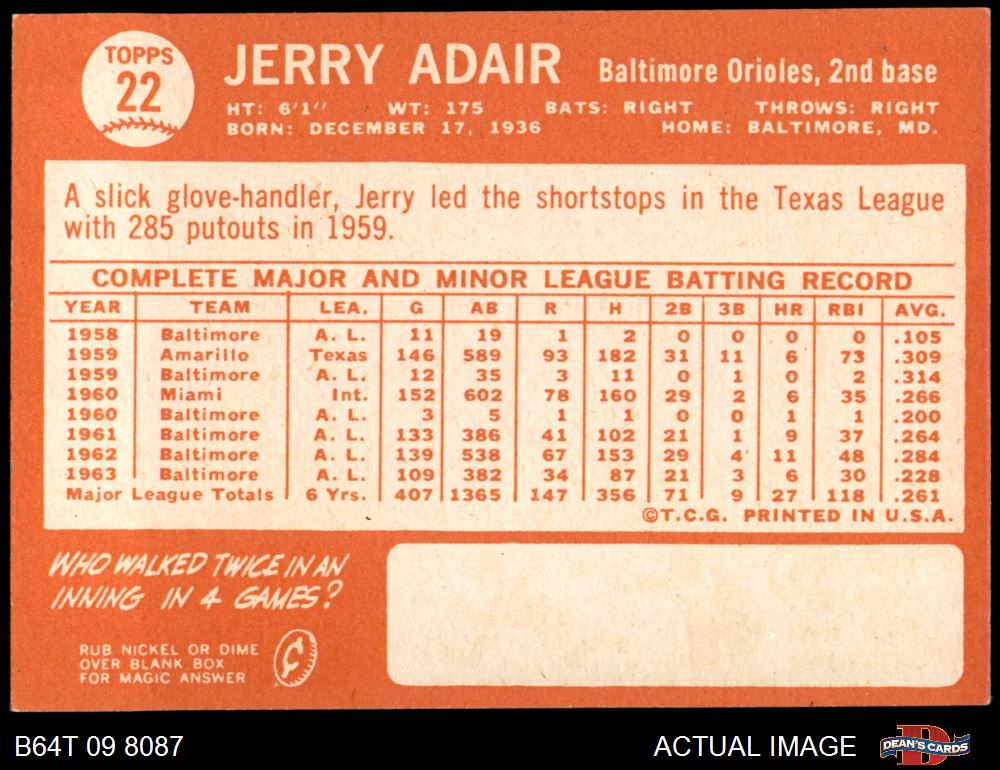 TOPPS
22
JERRY ADAIR Baltimore Orioles, 2nd base
HT: 6'1" WT: 175 BATS: RIGHT THROWS: RIGHT
BORN: DECEMBER 17, 1936 HOME: BALTIMORE, MD.
A slick glove-handler, Jerry led the shortstops in the Texas League
with 285 putouts in 1959.
COMPLETE MAJOR AND MINOR LEAGUE BATTING RECORD
YEAR TEAM LEA. G AB R H 2B 3B HR RBI AVG.
1958 Baltimore A. L. 11 19 1 2 0 0 0 0 .105
1959 Amarillo Texas 146 589 93 182 31 11 6 73 .309
1959 Baltimore A. L. 12 35 3 11 0 1 0 2 .314
1960 Miami Int. 152 602 78 160 29 2 6 35 .266
1960 Baltimore A. L. 3 5 1 1 0 0 1 1 .200
1961 Baltimore A. L. 133 386 41 102 21 1 9 37 .264
1962 Baltimore A. L. 139 538 67 153 29 4 11 48 .284
1963 Baltimore A. L. 109 382 34 87 21 3 6 30 .228
Major League Totals 6 Yrs. 407 1365 147 356 71 9 27 118 .261
©T.C.G. PRINTED IN U.S.A.
WHO WALKED TWICE IN AN
INNING IN 4 GAMES?
RUB NICKEL OR DIME
OVER BLANK BOX
FOR MAGIC ANSWER
¢
B64T 09 8087 ACTUAL IMAGE DEAN'S CARDS